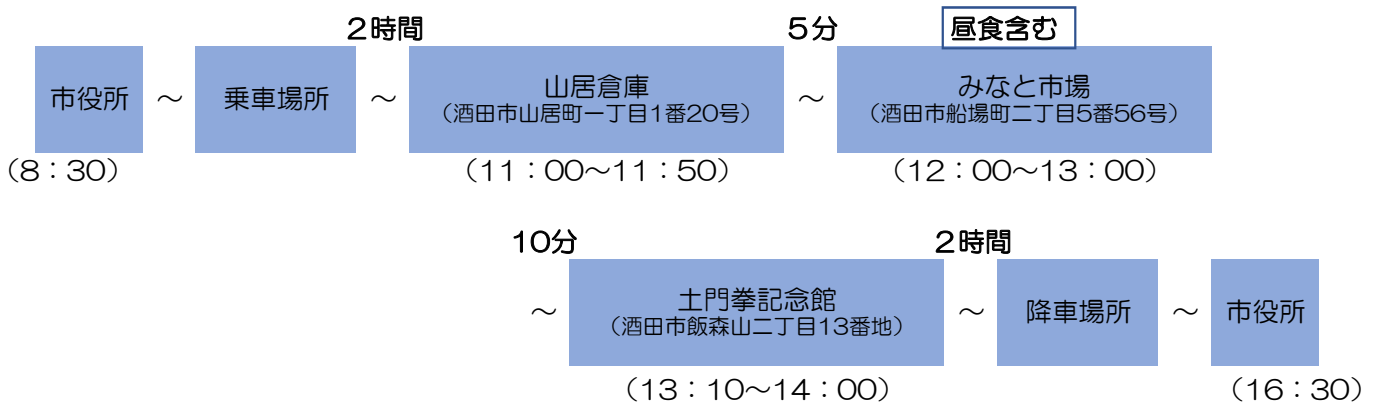 2時間 5分 昼食含む
市役所 ~ 乗車場所 ~ 山居倉庫 ~ みなと市場
(酒田市山居町一丁目1番20号) (酒田市船場町二丁目5番56号)
(8:30) (11:00~11:50) (12:00~13:00)
10分 2時間
~ 土門拳記念館 ~ 降車場所 ~ 市役所
(酒田市飯森山二丁目13番地)
(13:10~14:00) (16:30)